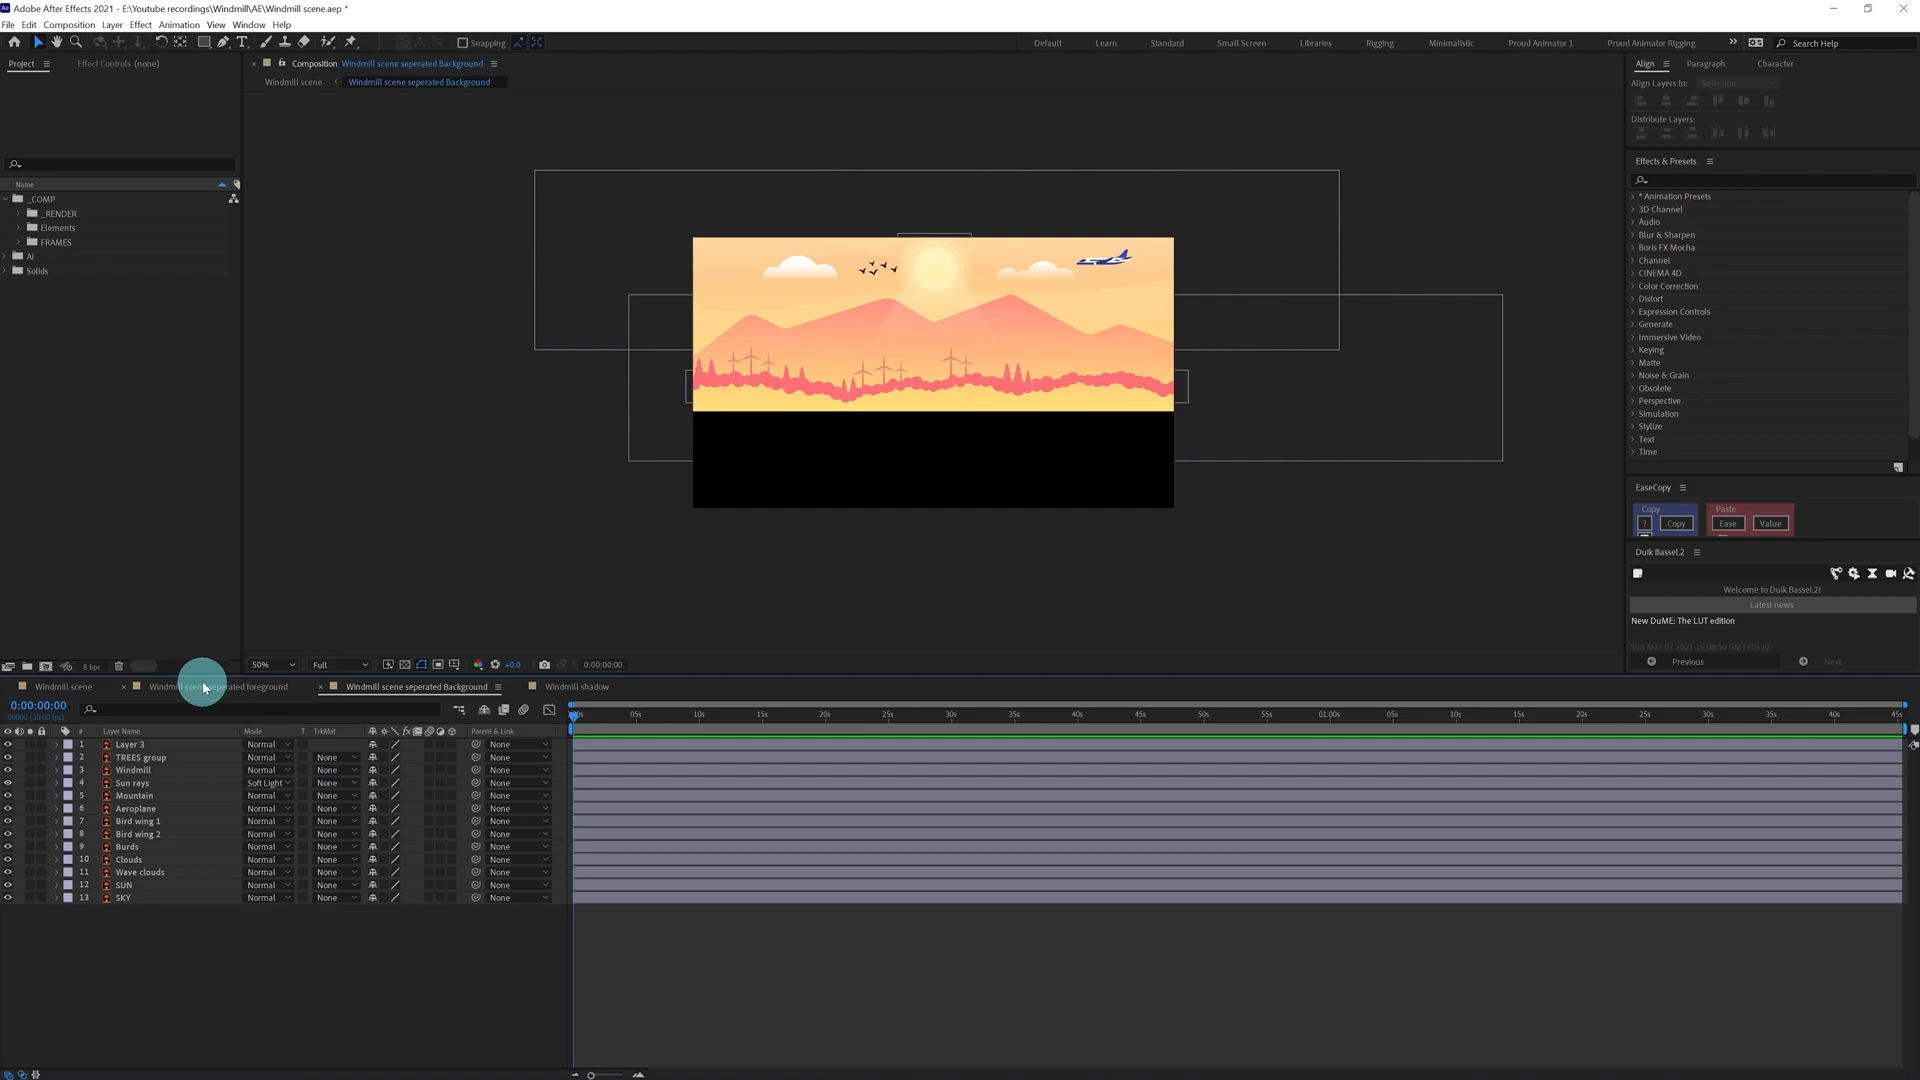 Adobe After Effects 2021 - E:\Youtube recordings\Windmill\AE\Windmill scene.aep *
File Edit Composition Layer Effect Animation View Window Help
Snapping
Default Learn Standard Small Screen Libraries Rigging Minimalistic Proud Animator 1 Proud Animator Rigging
Search Help
Project Effect Controls (none)
Composition Windmill scene seperated Background
Windmill scene Windmill scene seperated Background
Align Paragraph Character
Align Layers to: Selection
Distribute Layers:
Effects & Presets
* Animation Presets
3D Channel
Audio
Blur & Sharpen
Boris FX Mocha
Channel
CINEMA 4D
Color Correction
Distort
Expression Controls
Generate
Immersive Video
Keying
Matte
Noise & Grain
Obsolete
Perspective
Simulation
Stylize
Text
Time
EaseCopy
Copy Paste
? Copy Ease Value
Duik Bassel.2
Welcome to Duik Bassel.2!
Latest news
New DuME: The LUT edition
Sun Mar 07 2021 15:06:50 GMT+0530
Previous Next
Name
_COMP
_RENDER
Elements
FRAMES
Ai
Solids
8 bpc
50% Full +0.0 0:00:00:00
Windmill scene Windmill scene seperated foreground Windmill scene seperated Background Windmill shadow
0:00:00:00
00000 (30.00 fps)
# Layer Name Mode T TrkMat Parent & Link
05s 10s 15s 20s 25s 30s 35s 40s 45s 50s 55s 01:00s 05s 10s 15s 20s 25s 30s 35s 40s 45s
1 Layer 3 Normal None
2 TREES group Normal None None
3 Windmill Normal None None
4 Sun rays Soft Light None None
5 Mountain Normal None None
6 Aeroplane Normal None None
7 Bird wing 1 Normal None None
8 Bird wing 2 Normal None None
9 Burds Normal None None
10 Clouds Normal None None
11 Wave clouds Normal None None
12 SUN Normal None None
13 SKY Normal None None